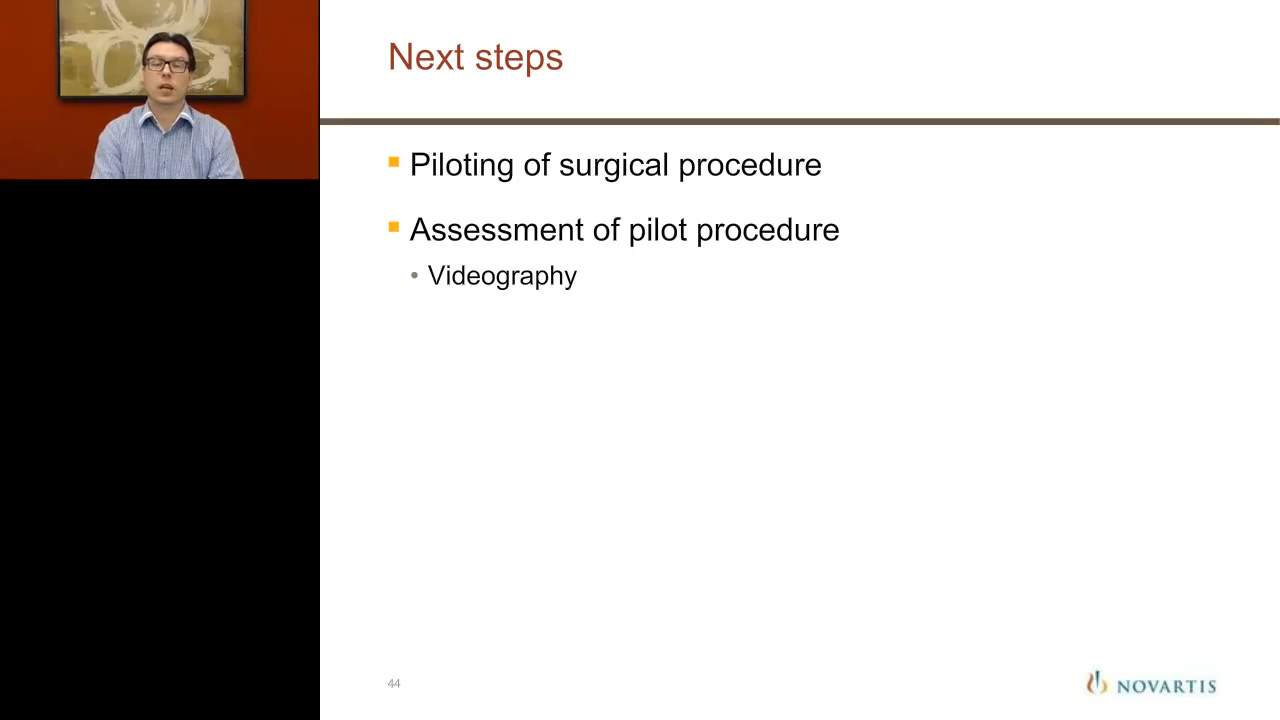 Next steps
Piloting of surgical procedure
Assessment of pilot procedure
Videography
44
NOVARTIS